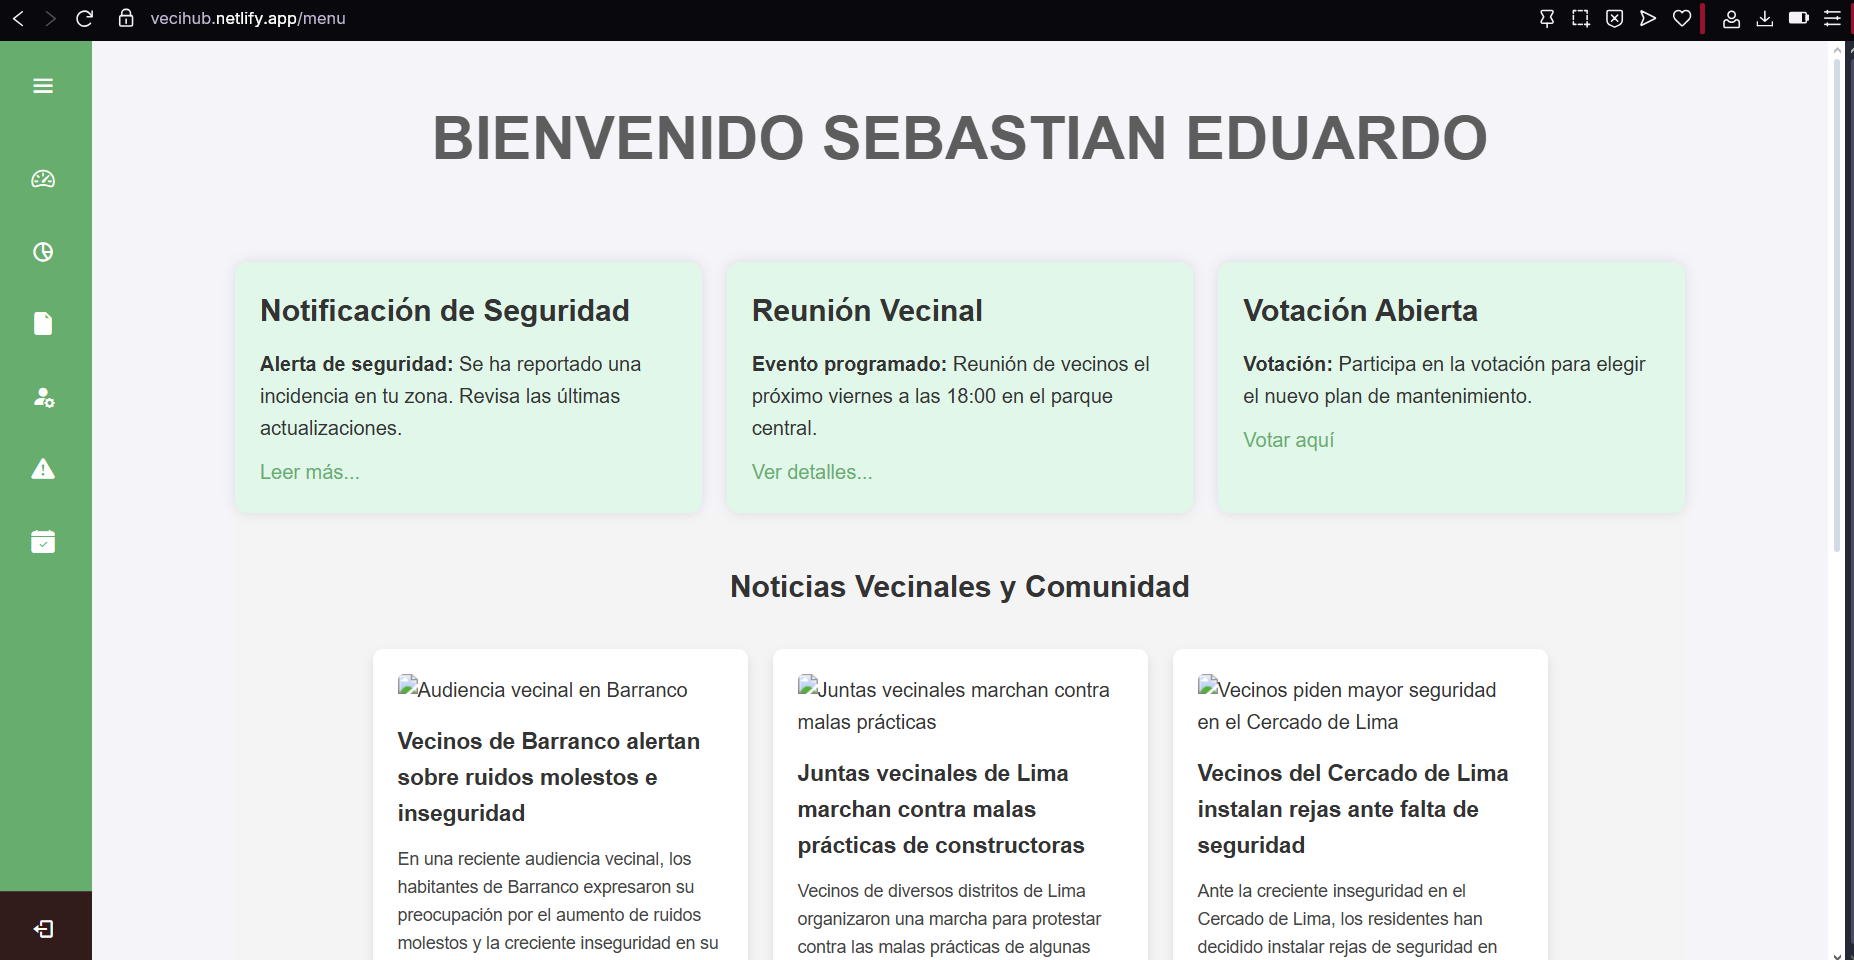 vecihub.netlify.app/menu
BIENVENIDO SEBASTIAN EDUARDO
Notificación de Seguridad
Alerta de seguridad: Se ha reportado una
incidencia en tu zona. Revisa las últimas
actualizaciones.
Leer más...
Reunión Vecinal
Evento programado: Reunión de vecinos el
próximo viernes a las 18:00 en el parque
central.
Ver detalles...
Votación Abierta
Votación: Participa en la votación para elegir
el nuevo plan de mantenimiento.
Votar aquí
Noticias Vecinales y Comunidad
Audiencia vecinal en Barranco
Vecinos de Barranco alertan
sobre ruidos molestos e
inseguridad
En una reciente audiencia vecinal, los
habitantes de Barranco expresaron su
preocupación por el aumento de ruidos
molestos y la creciente inseguridad en su
Juntas vecinales marchan contra
malas prácticas
Juntas vecinales de Lima
marchan contra malas
prácticas de constructoras
Vecinos de diversos distritos de Lima
organizaron una marcha para protestar
contra las malas prácticas de algunas
Vecinos piden mayor seguridad
en el Cercado de Lima
Vecinos del Cercado de Lima
instalan rejas ante falta de
seguridad
Ante la creciente inseguridad en el
Cercado de Lima, los residentes han
decidido instalar rejas de seguridad en